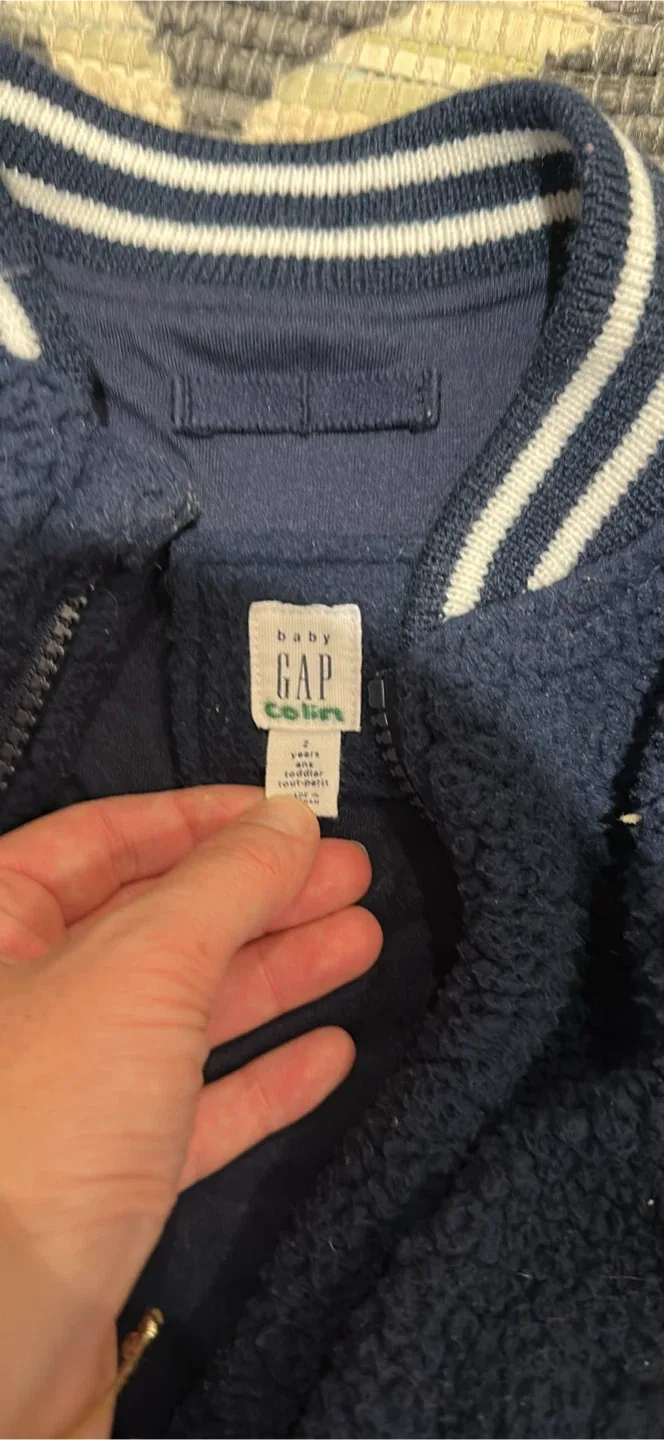 baby
GAP
Colin
2
years
ans
toddler
tout-petit